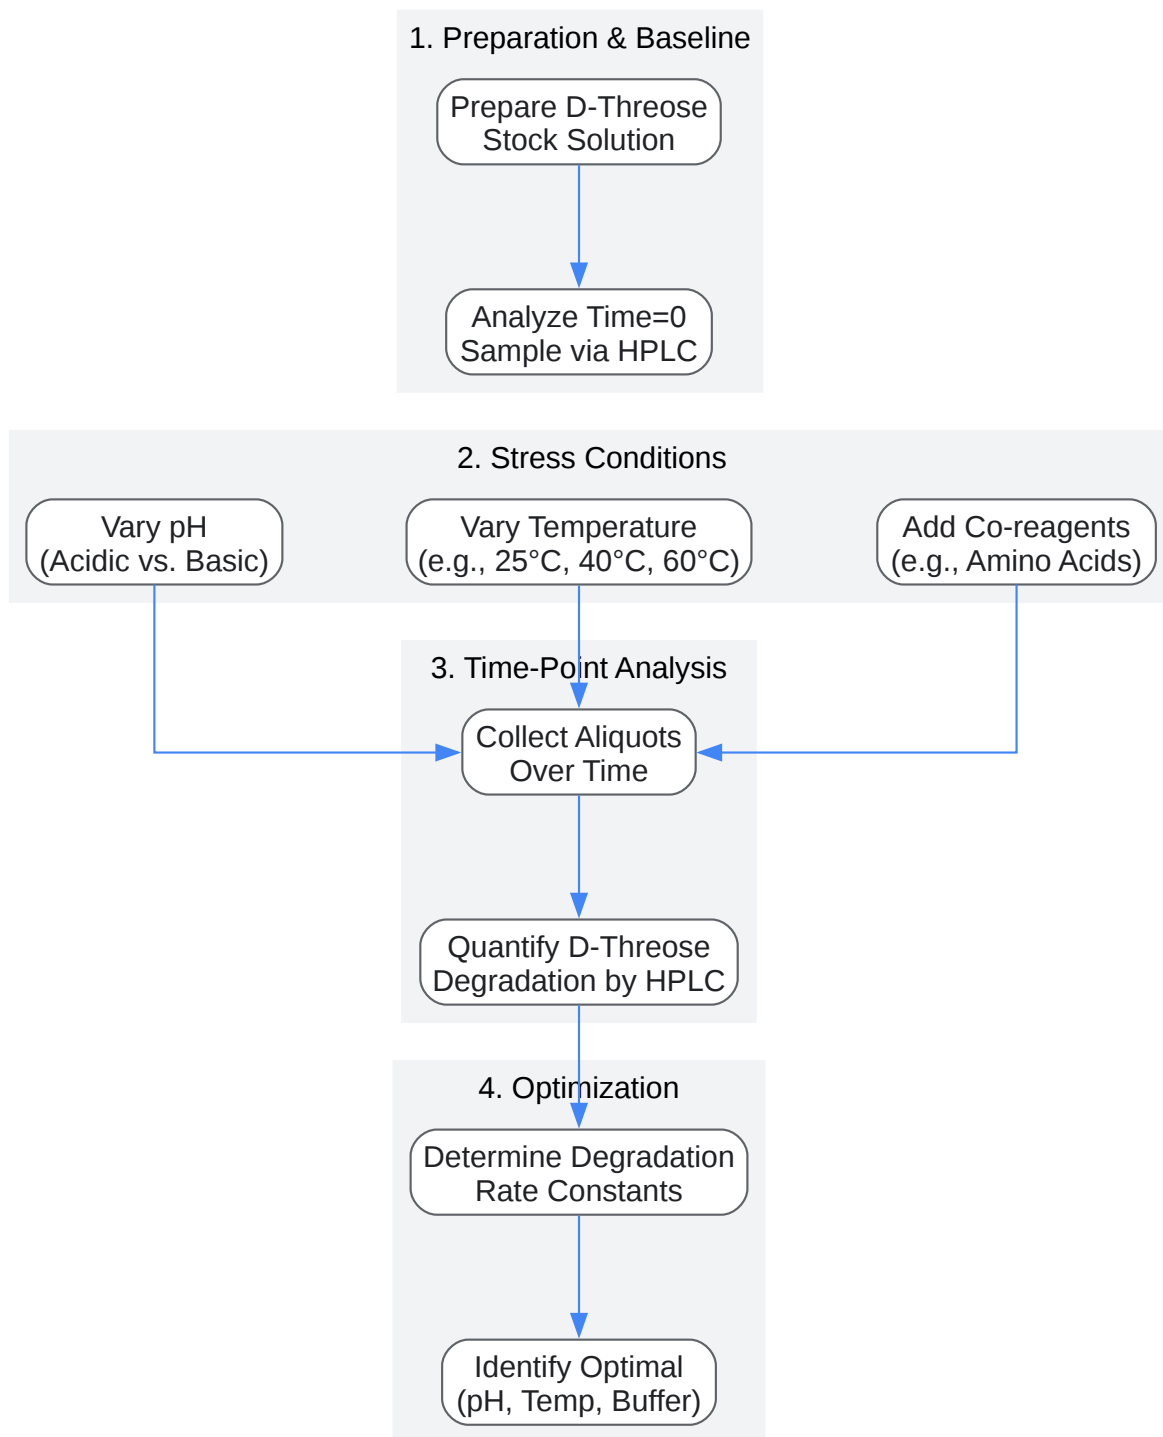 1. Preparation & Baseline
Prepare D-Threose
Stock Solution
Analyze Time=0
Sample via HPLC
2. Stress Conditions
Vary pH
(Acidic vs. Basic)
Vary Temperature
(e.g., 25°C, 40°C, 60°C)
Add Co-reagents
(e.g., Amino Acids)
3. Time-Point Analysis
Collect Aliquots
Over Time
Quantify D-Threose
Degradation by HPLC
4. Optimization
Determine Degradation
Rate Constants
Identify Optimal
(pH, Temp, Buffer)